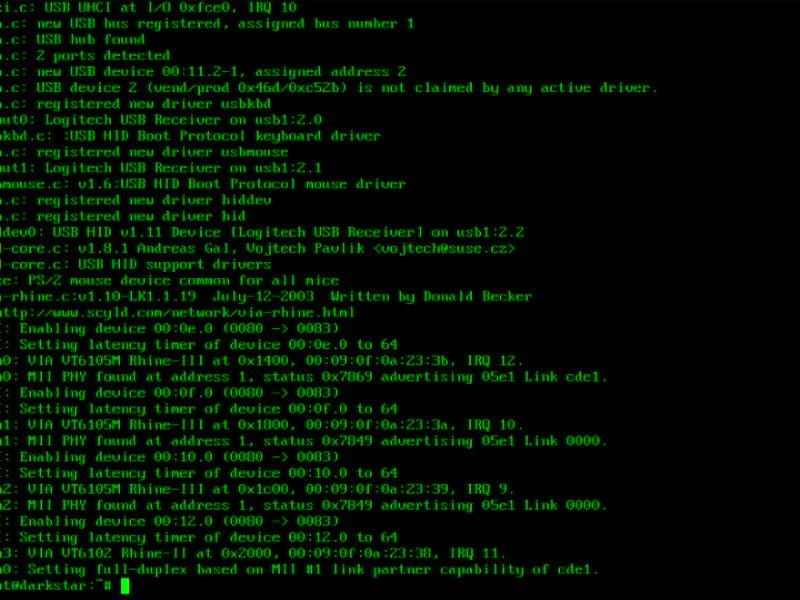 ci.c: USB UHCI at I/O 0xfce0, IRQ 10
b.c: new USB bus registered, assigned bus number 1
b.c: USB hub found
b.c: 2 ports detected
b.c: new USB device 00:11.2-1, assigned address 2
b.c: USB device 2 (vend/prod 0x46d/0xc52b) is not claimed by any active driver.
b.c: registered new driver usbkbd
put0: Logitech USB Receiver on usb1:2.0
bkbd.c: :USB HID Boot Protocol keyboard driver
b.c: registered new driver usbmouse
put1: Logitech USB Receiver on usb1:2.1
bmouse.c: v1.6:USB HID Boot Protocol mouse driver
b.c: registered new driver hiddev
b.c: registered new driver hid
ddev0: USB HID v1.11 Device [Logitech USB Receiver] on usb1:2.2
d-core.c: v1.8.1 Andreas Gal, Vojtech Pavlik <vojtech@suse.cz>
d-core.c: USB HID support drivers
ce: PS/2 mouse device common for all mice
a-rhine.c:v1.10-LK1.1.19 July-12-2003 Written by Donald Becker
http://www.scyld.com/network/via-rhine.html
I: Enabling device 00:0e.0 (0080 -> 0083)
I: Setting latency timer of device 00:0e.0 to 64
h0: VIA VT6105M Rhine-III at 0x1400, 00:09:0f:0a:23:3b, IRQ 12.
h0: MII PHY found at address 1, status 0x7869 advertising 05e1 Link cde1.
I: Enabling device 00:0f.0 (0080 -> 0083)
I: Setting latency timer of device 00:0f.0 to 64
h1: VIA VT6105M Rhine-III at 0x1800, 00:09:0f:0a:23:3a, IRQ 10.
h1: MII PHY found at address 1, status 0x7849 advertising 05e1 Link 0000.
I: Enabling device 00:10.0 (0080 -> 0083)
I: Setting latency timer of device 00:10.0 to 64
h2: VIA VT6105M Rhine-III at 0x1c00, 00:09:0f:0a:23:39, IRQ 9.
h2: MII PHY found at address 1, status 0x7849 advertising 05e1 Link 0000.
I: Enabling device 00:12.0 (0080 -> 0083)
I: Setting latency timer of device 00:12.0 to 64
h3: VIA VT6102 Rhine-II at 0x2000, 00:09:0f:0a:23:38, IRQ 11.
h0: Setting full-duplex based on MII #1 link partner capability of cde1.
ot@darkstar:~#